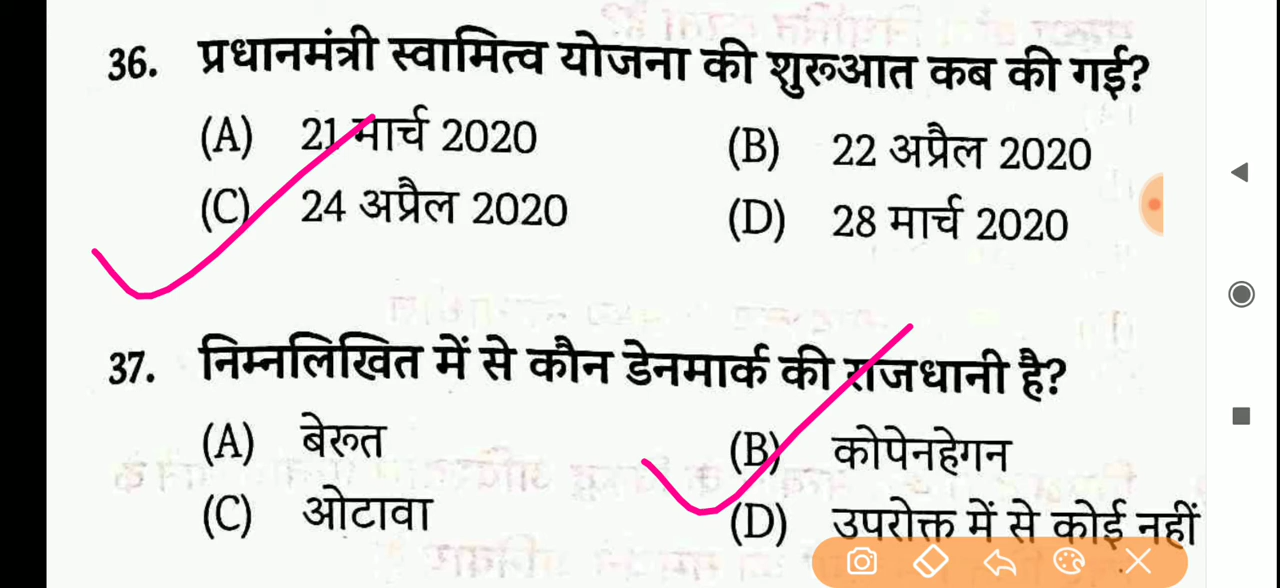 36. प्रधानमंत्री स्वामित्व योजना की शुरूआत कब की गई?
(A) 21 मार्च 2020 (B) 22 अप्रैल 2020
(C) 24 अप्रैल 2020 (D) 28 मार्च 2020
37. निम्नलिखित में से कौन डेनमार्क की राजधानी है?
(A) बेरूत (B) कोपेनहेगन
(C) ओटावा (D) उपरोक्त में से कोई नहीं